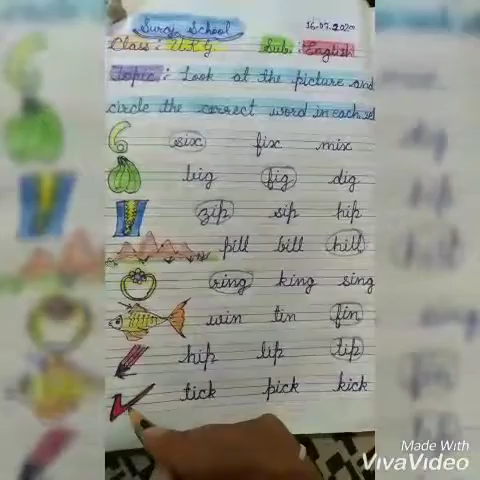 Surya School
16.07.2020
Class: U.K.G. Sub: English
Topic: Look at the picture and
circle the correct word in each set
six fix mix
big fig dig
zip sip hip
pill bill hill
ring king sing
win tin fin
hip lip tip
tick pick kick
Made With
VivaVideo